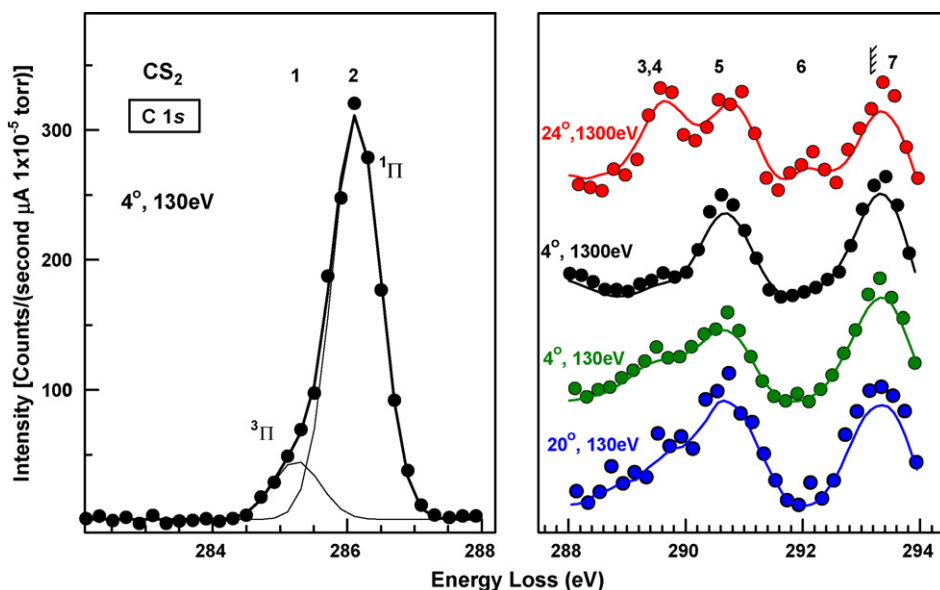 Intensity [Counts/(second µA 1x10⁻⁵ torr)]
300
200
100
CS₂
C 1s
4°, 130eV
1
2
¹Π
³Π
284
286
288
3,4
5
6
7
24°,1300eV
4°,1300eV
4°, 130eV
20°,130eV
288
290
292
294
Energy Loss (eV)